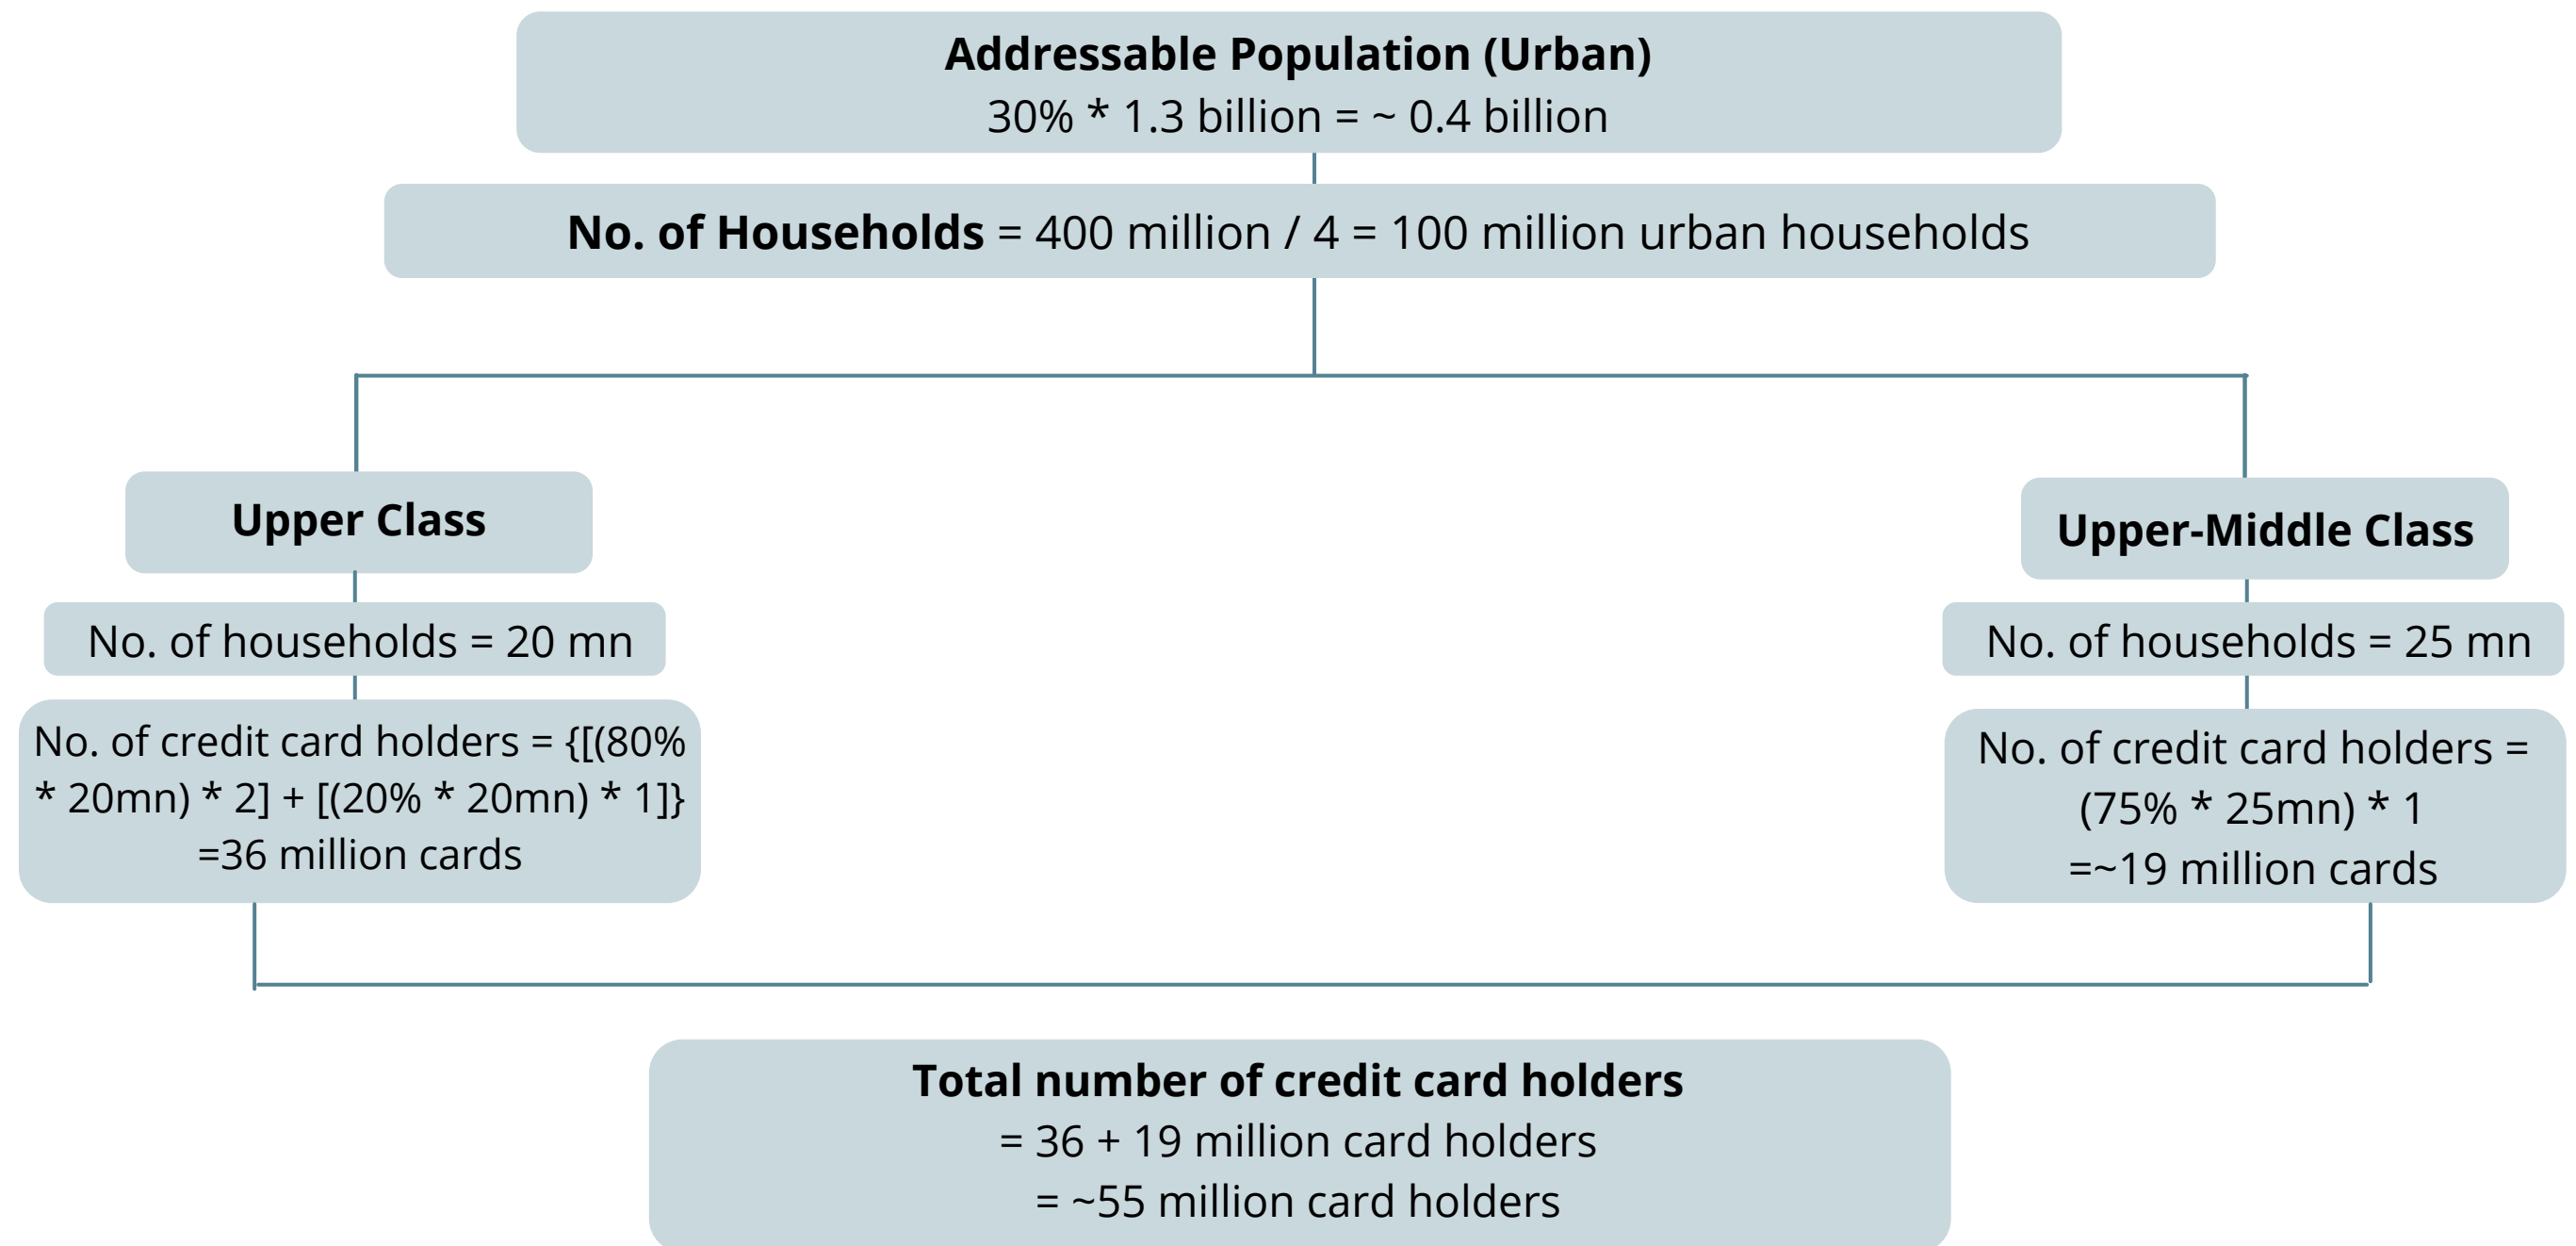 Addressable Population (Urban)
30% * 1.3 billion = ~ 0.4 billion
No. of Households = 400 million / 4 = 100 million urban households
Upper Class
No. of households = 20 mn
No. of credit card holders = {[(80%
* 20mn) * 2] + [(20% * 20mn) * 1]}
=36 million cards
Upper-Middle Class
No. of households = 25 mn
No. of credit card holders =
(75% * 25mn) * 1
=~19 million cards
Total number of credit card holders
= 36 + 19 million card holders
= ~55 million card holders